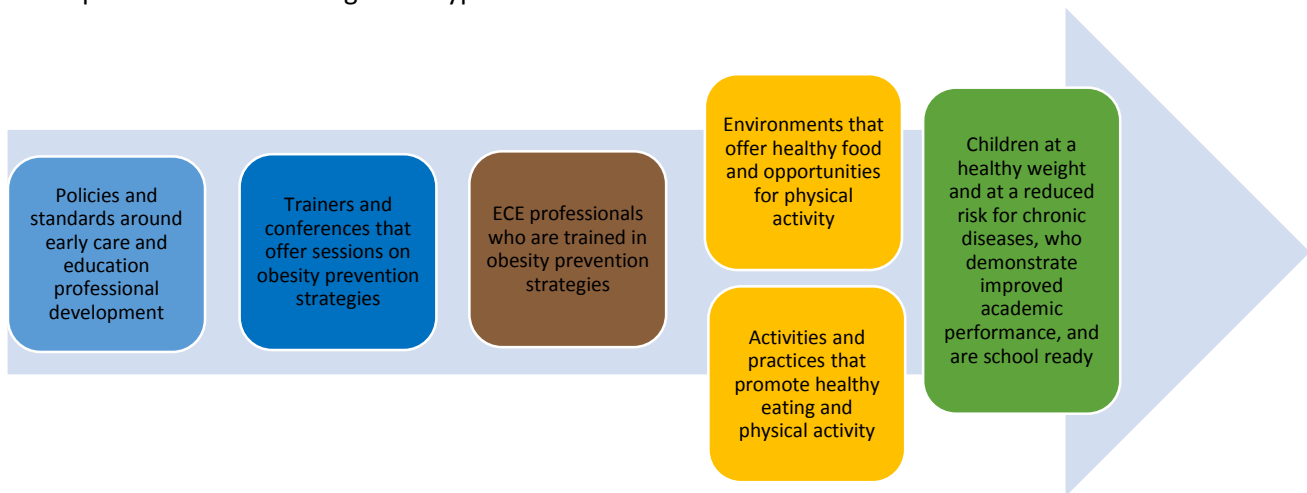 Policies and
standards around
early care and
education
professional
development
Trainers and
conferences that
offer sessions on
obesity prevention
strategies
ECE professionals
who are trained in
obesity prevention
strategies
Environments that
offer healthy food
and opportunities
for physical
activity
Activities and
practices that
promote healthy
eating and
physical activity
Children at a
healthy weight
and at a reduced
risk for chronic
diseases, who
demonstrate
improved
academic
performance, and
are school ready